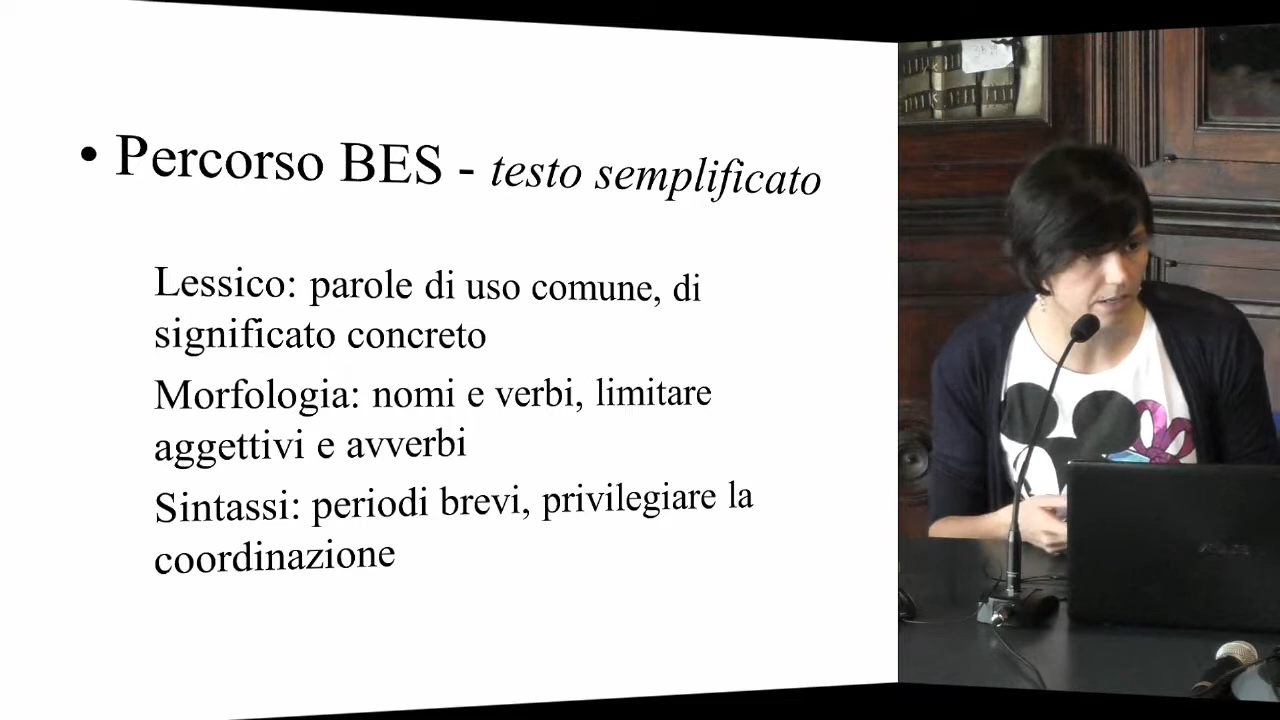 • Percorso BES - testo semplificato
Lessico: parole di uso comune, di
significato concreto
Morfologia: nomi e verbi, limitare
aggettivi e avverbi
Sintassi: periodi brevi, privilegiare la
coordinazione
ASUS